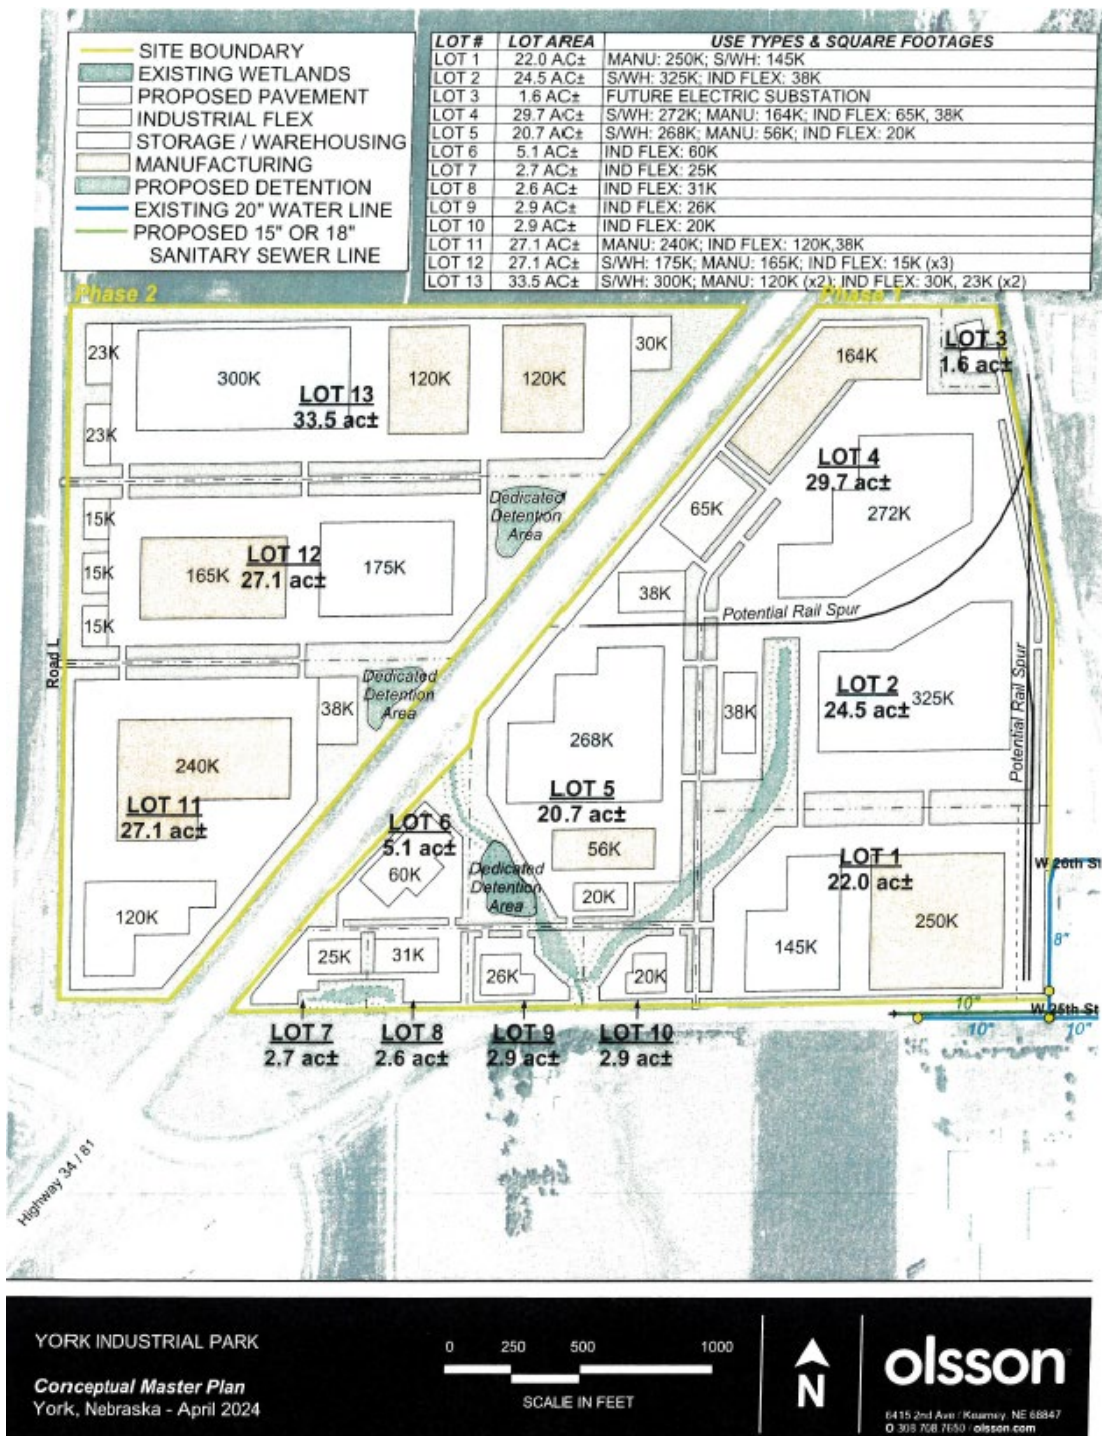 SITE BOUNDARY
EXISTING WETLANDS
PROPOSED PAVEMENT
INDUSTRIAL FLEX
STORAGE / WAREHOUSING
MANUFACTURING
PROPOSED DETENTION
EXISTING 20" WATER LINE
PROPOSED 15" OR 18"
SANITARY SEWER LINE
LOT # LOT AREA USE TYPES & SQUARE FOOTAGES
LOT 1 22.0 AC± MANU: 250K; S/WH: 145K
LOT 2 24.5 AC± S/WH: 325K; IND FLEX: 38K
LOT 3 1.6 AC± FUTURE ELECTRIC SUBSTATION
LOT 4 29.7 AC± S/WH: 272K; MANU: 164K; IND FLEX: 65K, 38K
LOT 5 20.7 AC± S/WH: 268K; MANU: 56K; IND FLEX: 20K
LOT 6 5.1 AC± IND FLEX: 60K
LOT 7 2.7 AC± IND FLEX: 25K
LOT 8 2.6 AC± IND FLEX: 31K
LOT 9 2.9 AC± IND FLEX: 26K
LOT 10 2.9 AC± IND FLEX: 20K
LOT 11 27.1 AC± MANU: 240K; IND FLEX: 120K,38K
LOT 12 27.1 AC± S/WH: 175K; MANU: 165K; IND FLEX: 15K (x3)
LOT 13 33.5 AC± S/WH: 300K; MANU: 120K (x2); IND FLEX: 30K, 23K (x2)
Phase 2
Phase 1
23K
300K
LOT 13
33.5 ac±
120K
120K
30K
23K
164K
LOT 3
1.6 ac±
LOT 4
29.7 ac±
272K
65K
38K
Potential Rail Spur
Dedicated
Detention
Area
15K
15K
15K
165K
LOT 12
27.1 ac±
175K
Road L
Dedicated
Detention
Area
38K
240K
LOT 11
27.1 ac±
120K
268K
LOT 5
20.7 ac±
56K
20K
38K
LOT 2
24.5 ac±
325K
Potential Rail Spur
LOT 6
5.1 ac±
60K
Dedicated
Detention
Area
LOT 1
22.0 ac±
145K
250K
W 26th St
8"
25K
31K
26K
20K
10"
W 25th St
10"
10"
LOT 7
2.7 ac±
LOT 8
2.6 ac±
LOT 9
2.9 ac±
LOT 10
2.9 ac±
Highway 34 / 81
YORK INDUSTRIAL PARK
Conceptual Master Plan
York, Nebraska - April 2024
0 250 500 1000
SCALE IN FEET
N
olsson
6415 2nd Ave / Kearney, NE 68847
O 308.708.7650 / olsson.com